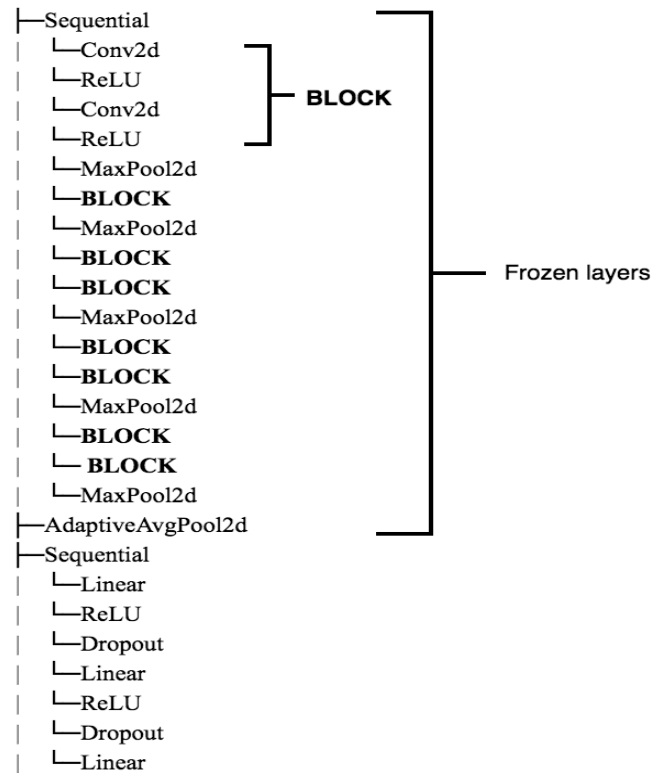 ├─Sequential
| └─Conv2d
| └─ReLU
| └─Conv2d
| └─ReLU
BLOCK
| └─MaxPool2d
| └─BLOCK
| └─MaxPool2d
| └─BLOCK
| └─BLOCK
Frozen layers
| └─MaxPool2d
| └─BLOCK
| └─BLOCK
| └─MaxPool2d
| └─BLOCK
| └─ BLOCK
| └─MaxPool2d
├─AdaptiveAvgPool2d
├─Sequential
| └─Linear
| └─ReLU
| └─Dropout
| └─Linear
| └─ReLU
| └─Dropout
| └─Linear